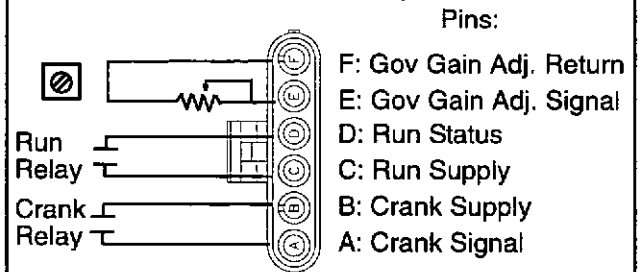 Pins:
F
F: Gov Gain Adj. Return
E
E: Gov Gain Adj. Signal
D
D: Run Status
Run
Relay
C
C: Run Supply
B
B: Crank Supply
Crank
Relay
A
A: Crank Signal